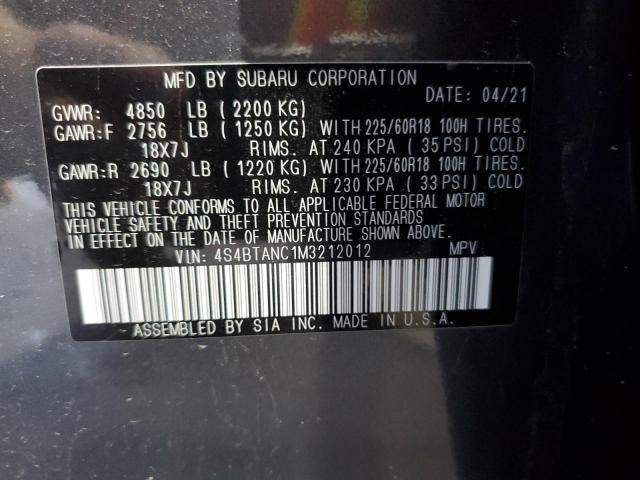 MFD BY SUBARU CORPORATION
DATE: 04/21
GVWR: 4850 LB (2200 KG)
GAWR:F 2756 LB (1250 KG) WITH 225/60R18 100H TIRES.
18X7J RIMS. AT 240 KPA (35 PSI) COLD
GAWR:R 2690 LB (1220 KG) WITH 225/60R18 100H TIRES.
18X7J RIMS. AT 230 KPA (33 PSI) COLD
THIS VEHICLE CONFORMS TO ALL APPLICABLE FEDERAL MOTOR
VEHICLE SAFETY AND THEFT PREVENTION STANDARDS
IN EFFECT ON THE DATE OF MANUFACTURE SHOWN ABOVE.
VIN: 4S4BTANC1M3212012 MPV
ASSEMBLED BY SIA INC. MADE IN U.S.A.